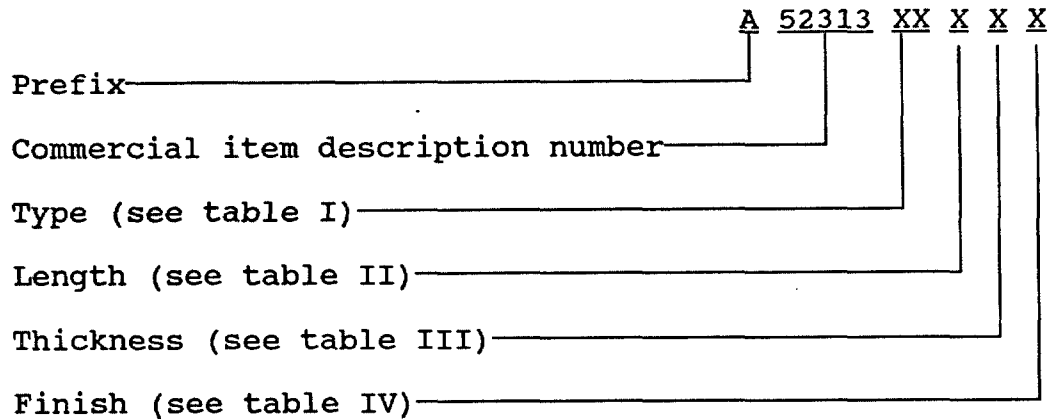 A 52313 XX X X X
Prefix
Commercial item description number
Type (see table I)
Length (see table II)
Thickness (see table III)
Finish (see table IV)